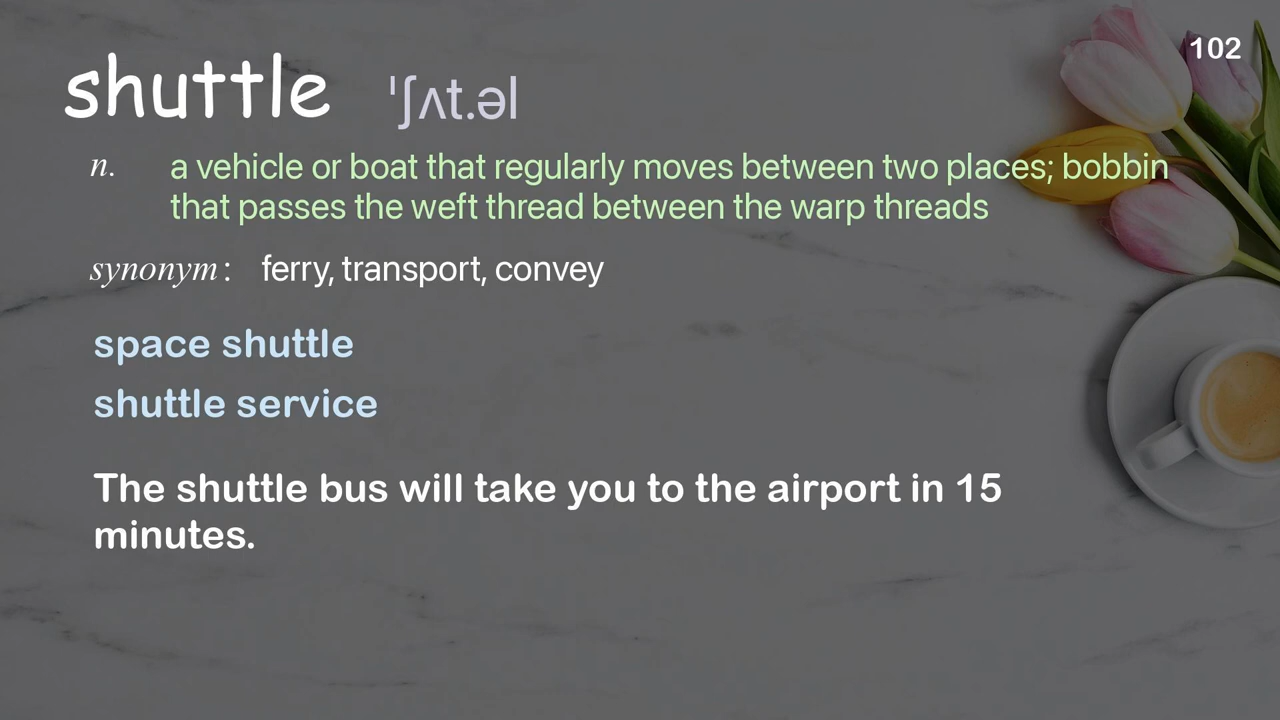 102
shuttle ˈʃʌt.əl
n. a vehicle or boat that regularly moves between two places; bobbin
that passes the weft thread between the warp threads
synonym: ferry, transport, convey
space shuttle
shuttle service
The shuttle bus will take you to the airport in 15
minutes.